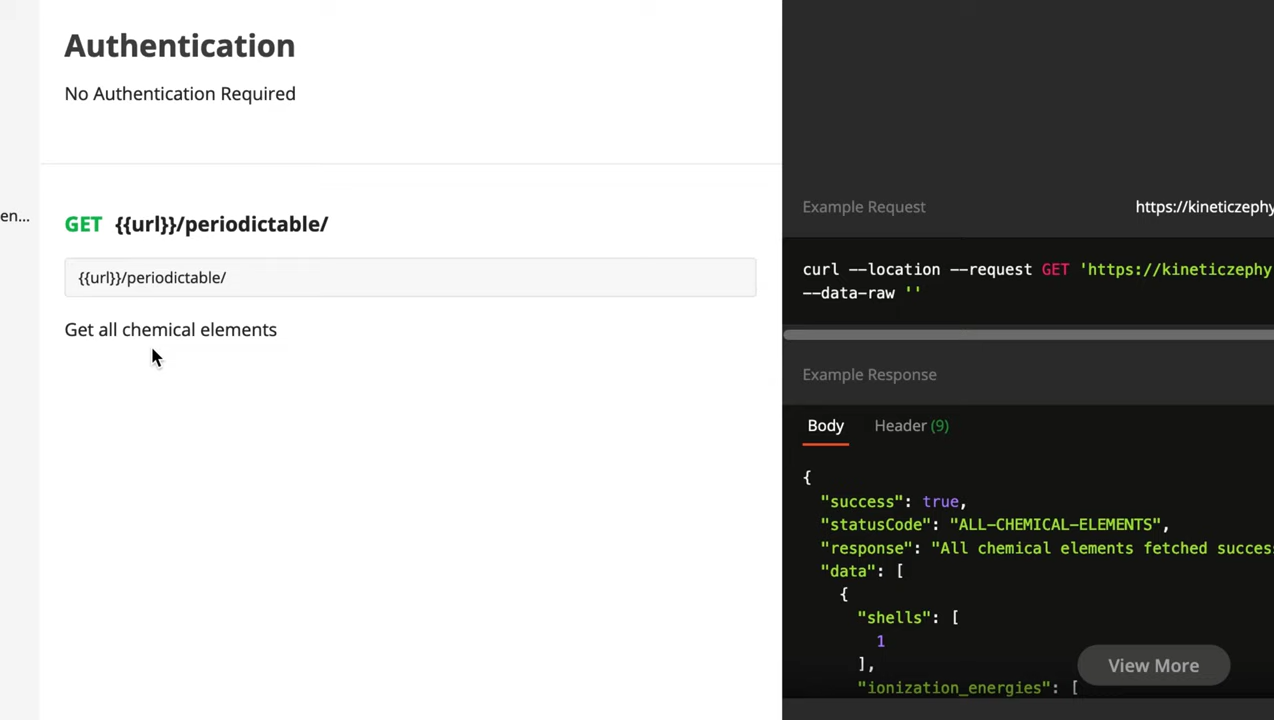 Authentication
No Authentication Required
en...
GET {{url}}/periodictable/
{{url}}/periodictable/
Get all chemical elements
Example Request
https://kineticzephy
curl --location --request GET 'https://kineticzephy
--data-raw ''
Example Response
Body Header (9)
{
"success": true,
"statusCode": "ALL-CHEMICAL-ELEMENTS",
"response": "All chemical elements fetched succes
"data": [
{
"shells": [
1
],
View More
"ionization_energies": [